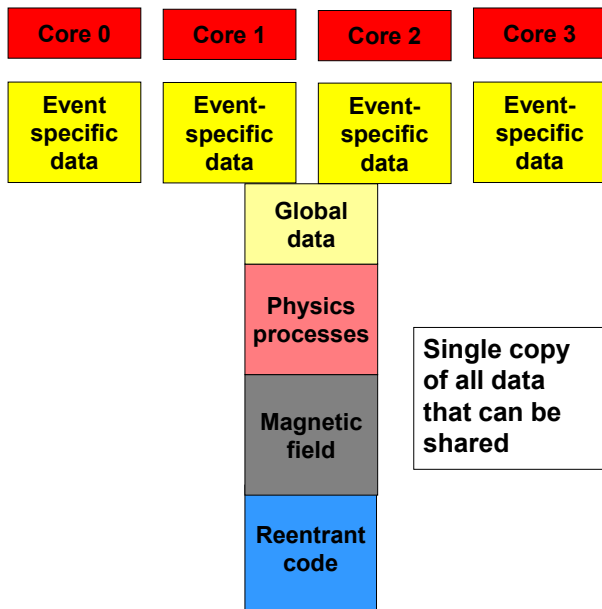 Core 0
Core 1
Core 2
Core 3
Event
specific
data
Event-
specific
data
Event-
specific
data
Event-
specific
data
Global
data
Physics
processes
Magnetic
field
Reentrant
code
Single copy
of all data
that can be
shared